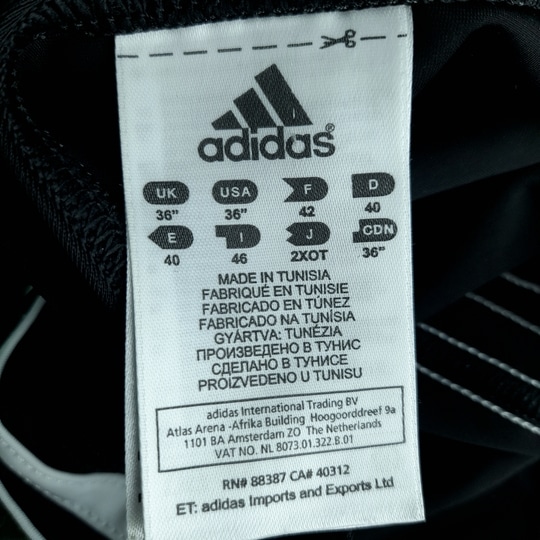 adidas®
UK USA F D
36" 36" 42 40
E I J CDN
40 46 2XOT 36"
MADE IN TUNISIA
FABRIQUÉ EN TUNISIE
FABRICADO EN TÚNEZ
FABRICADO NA TUNÍSIA
GYÁRTVA: TUNÉZIA
ПРОИЗВЕДЕНО В ТУНИС
СДЕЛАНО В ТУНИСЕ
PROIZVEDENO U TUNISU
adidas International Trading BV
Atlas Arena -Afrika Building Hoogoorddreef 9a
1101 BA Amsterdam ZO The Netherlands
VAT NO. NL 8073.01.322.B.01
RN# 88387 CA# 40312
ET: adidas Imports and Exports Ltd